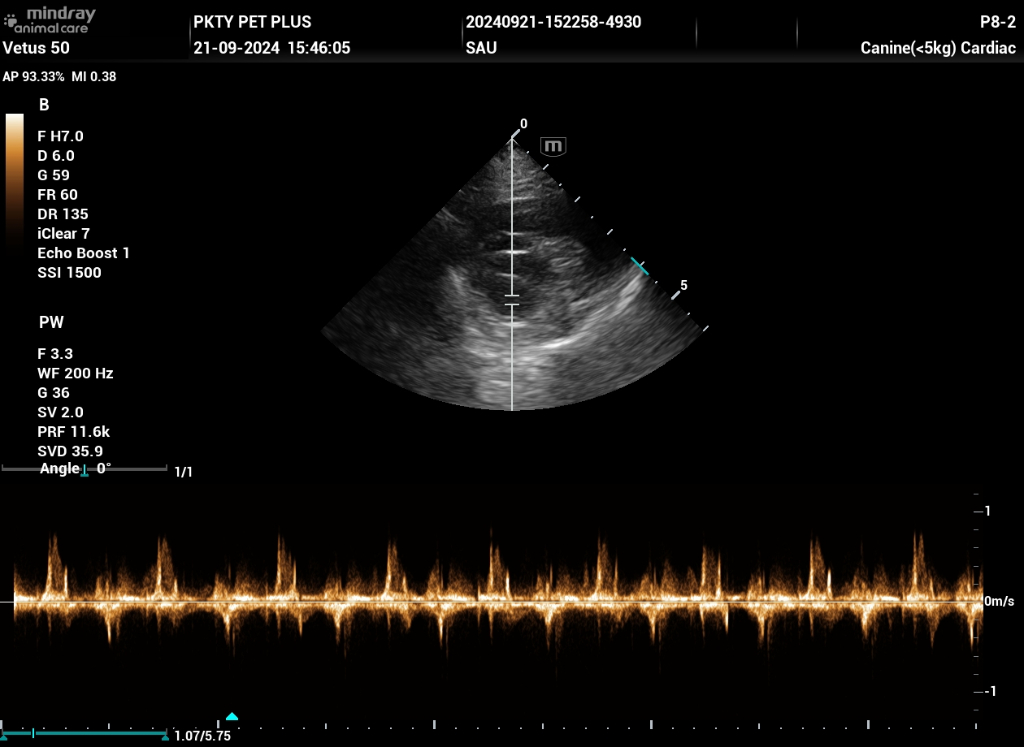 mindray
animalcare
Vetus 50
PKTY PET PLUS
21-09-2024 15:46:05
20240921-152258-4930
SAU
P8-2
Canine(<5kg) Cardiac
AP 93.33% MI 0.38
B
F H7.0
D 6.0
G 59
FR 60
DR 135
iClear 7
Echo Boost 1
SSI 1500
PW
F 3.3
WF 200 Hz
G 36
SV 2.0
PRF 11.6k
SVD 35.9
Angle 0°
1/1
0
m
5
1
0m/s
-1
1.07/5.75